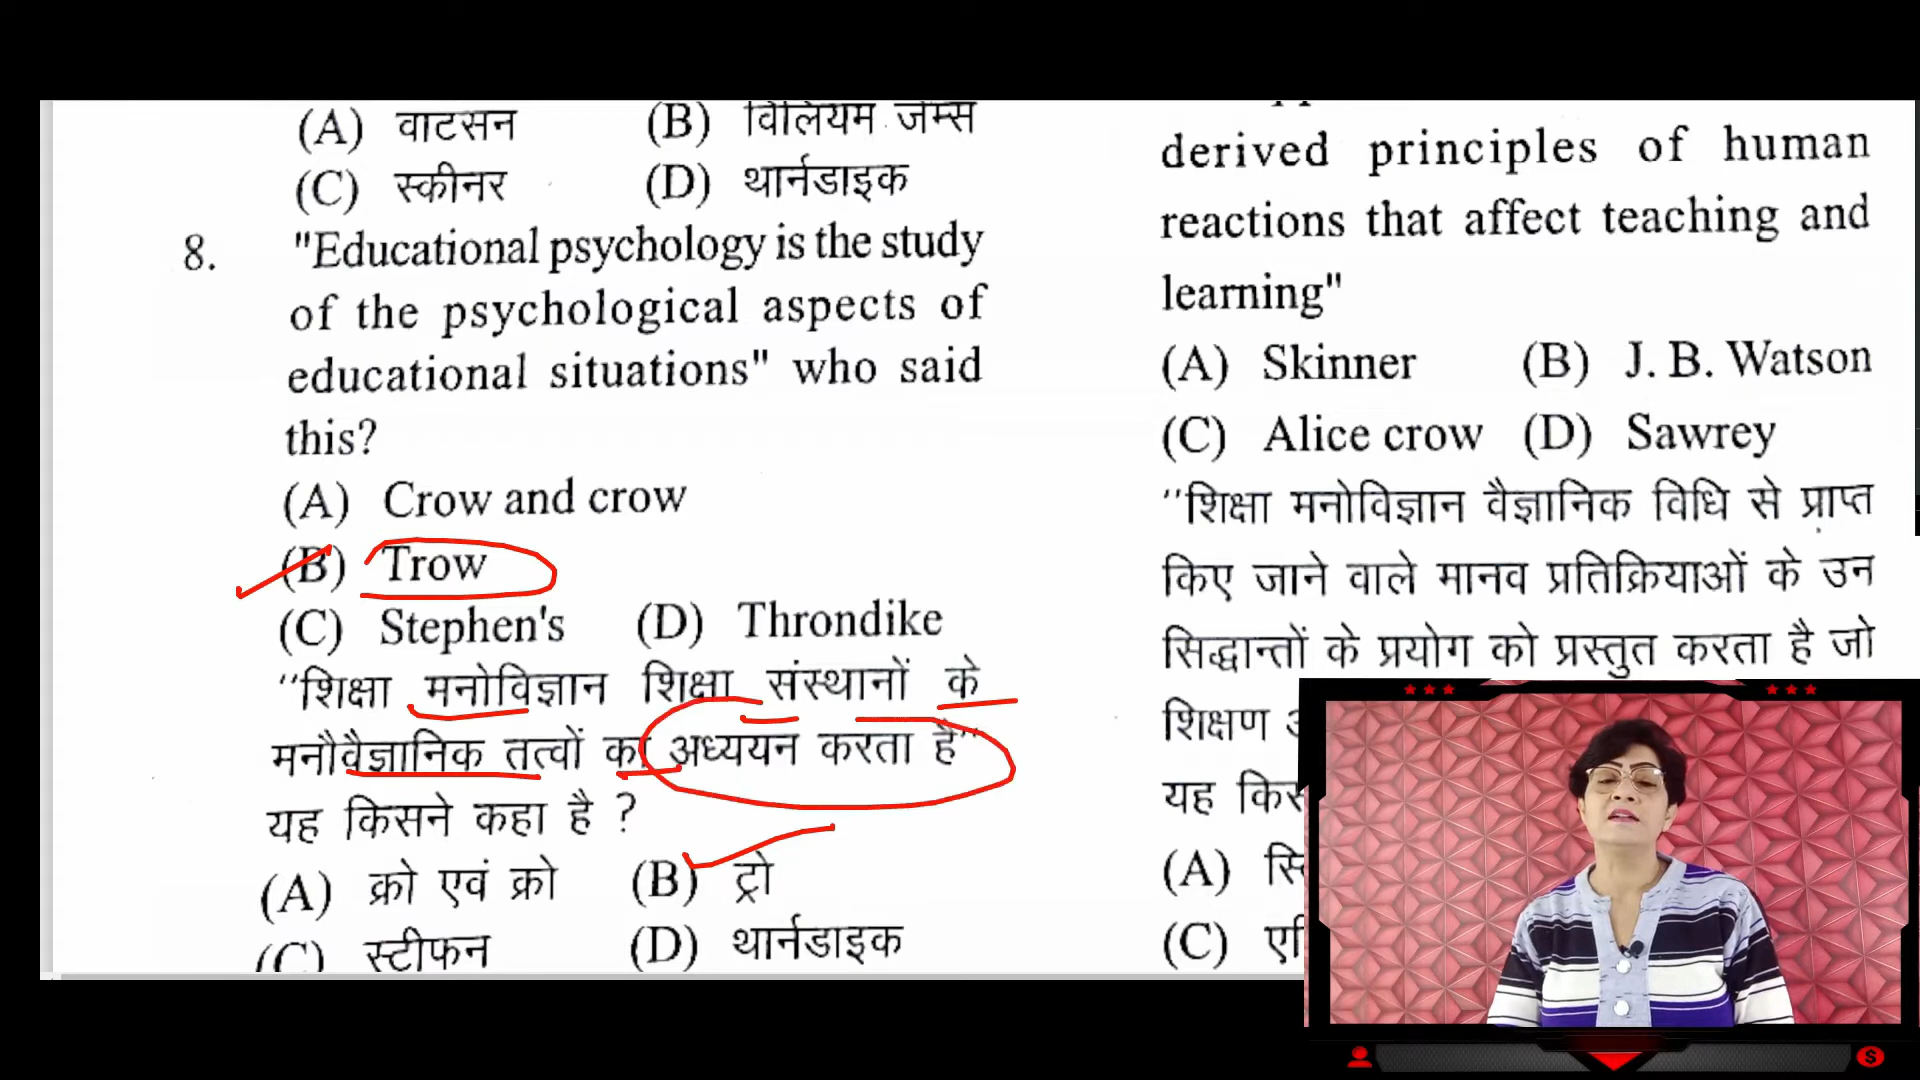 (A) वाटसन (B) विलियम जेम्स
(C) स्कीनर (D) थार्नडाइक
8. "Educational psychology is the study
of the psychological aspects of
educational situations" who said
this?
(A) Crow and crow
(B) Trow
(C) Stephen's (D) Throndike
''शिक्षा मनोविज्ञान शिक्षा संस्थानों के
मनौवैज्ञानिक तत्वों का अध्ययन करता है''
यह किसने कहा है ?
(A) क्रो एवं क्रो (B) ट्रो
(C) स्टीफन (D) थार्नडाइक
derived principles of human
reactions that affect teaching and
learning"
(A) Skinner (B) J. B. Watson
(C) Alice crow (D) Sawrey
''शिक्षा मनोविज्ञान वैज्ञानिक विधि से प्राप्त
किए जाने वाले मानव प्रतिक्रियाओं के उन
सिद्धान्तों के प्रयोग को प्रस्तुत करता है जो
शिक्षण
यह
(A)
(C)